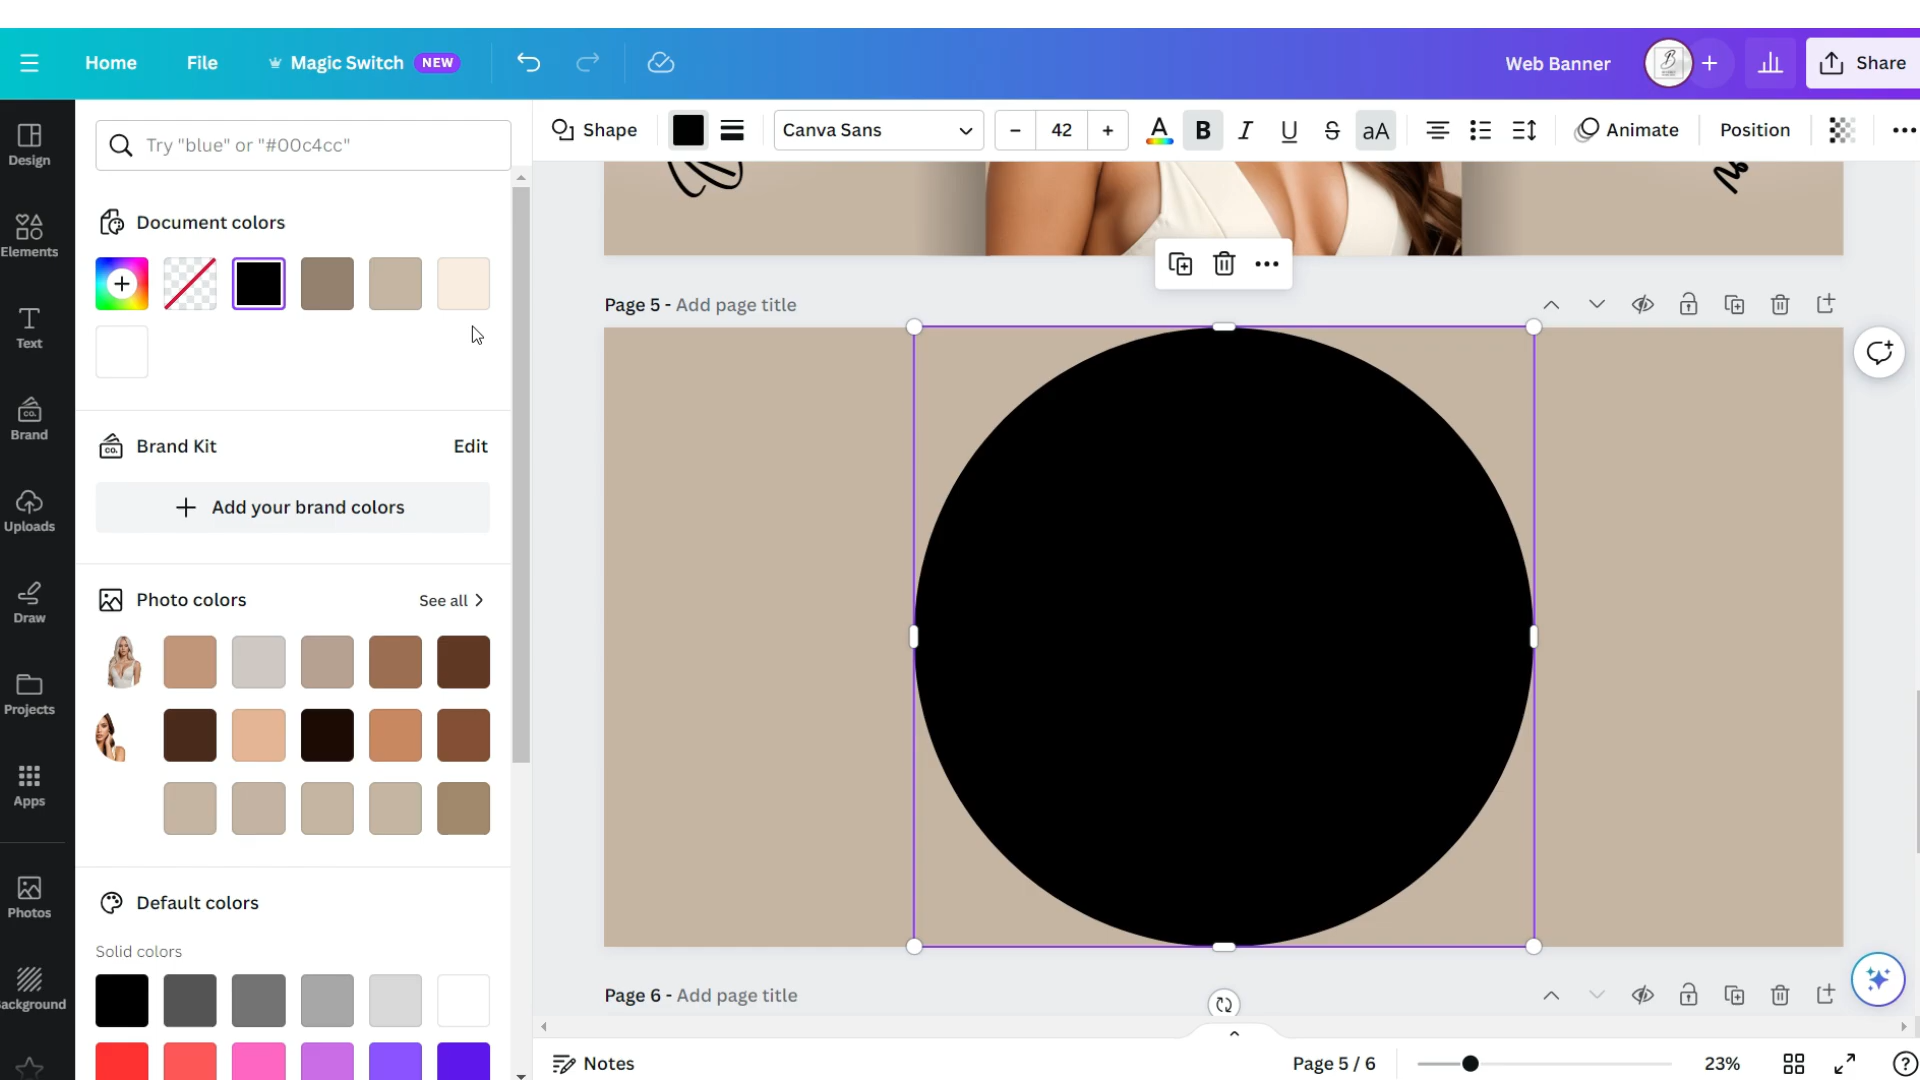 Home File Magic Switch NEW Web Banner Share
Try "blue" or "#00c4cc"
Shape Canva Sans 42 A B I U S aA Animate Position
Design
Elements
Text
Brand
Uploads
Draw
Projects
Apps
Photos
ackground
Document colors
Brand Kit Edit
CO.
Add your brand colors
Photo colors See all
Default colors
Solid colors
Page 5 - Add page title
Page 6 - Add page title
Notes Page 5 / 6 23%